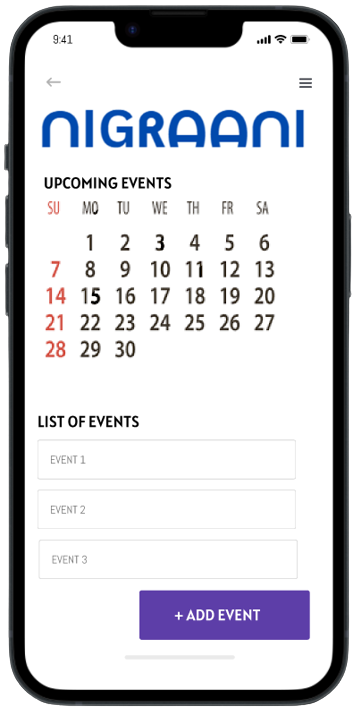 9:41
NIGRAANI
UPCOMING EVENTS
SU MO TU WE TH FR SA
1 2 3 4 5 6
7 8 9 10 11 12 13
14 15 16 17 18 19 20
21 22 23 24 25 26 27
28 29 30
LIST OF EVENTS
EVENT 1
EVENT 2
EVENT 3
+ ADD EVENT